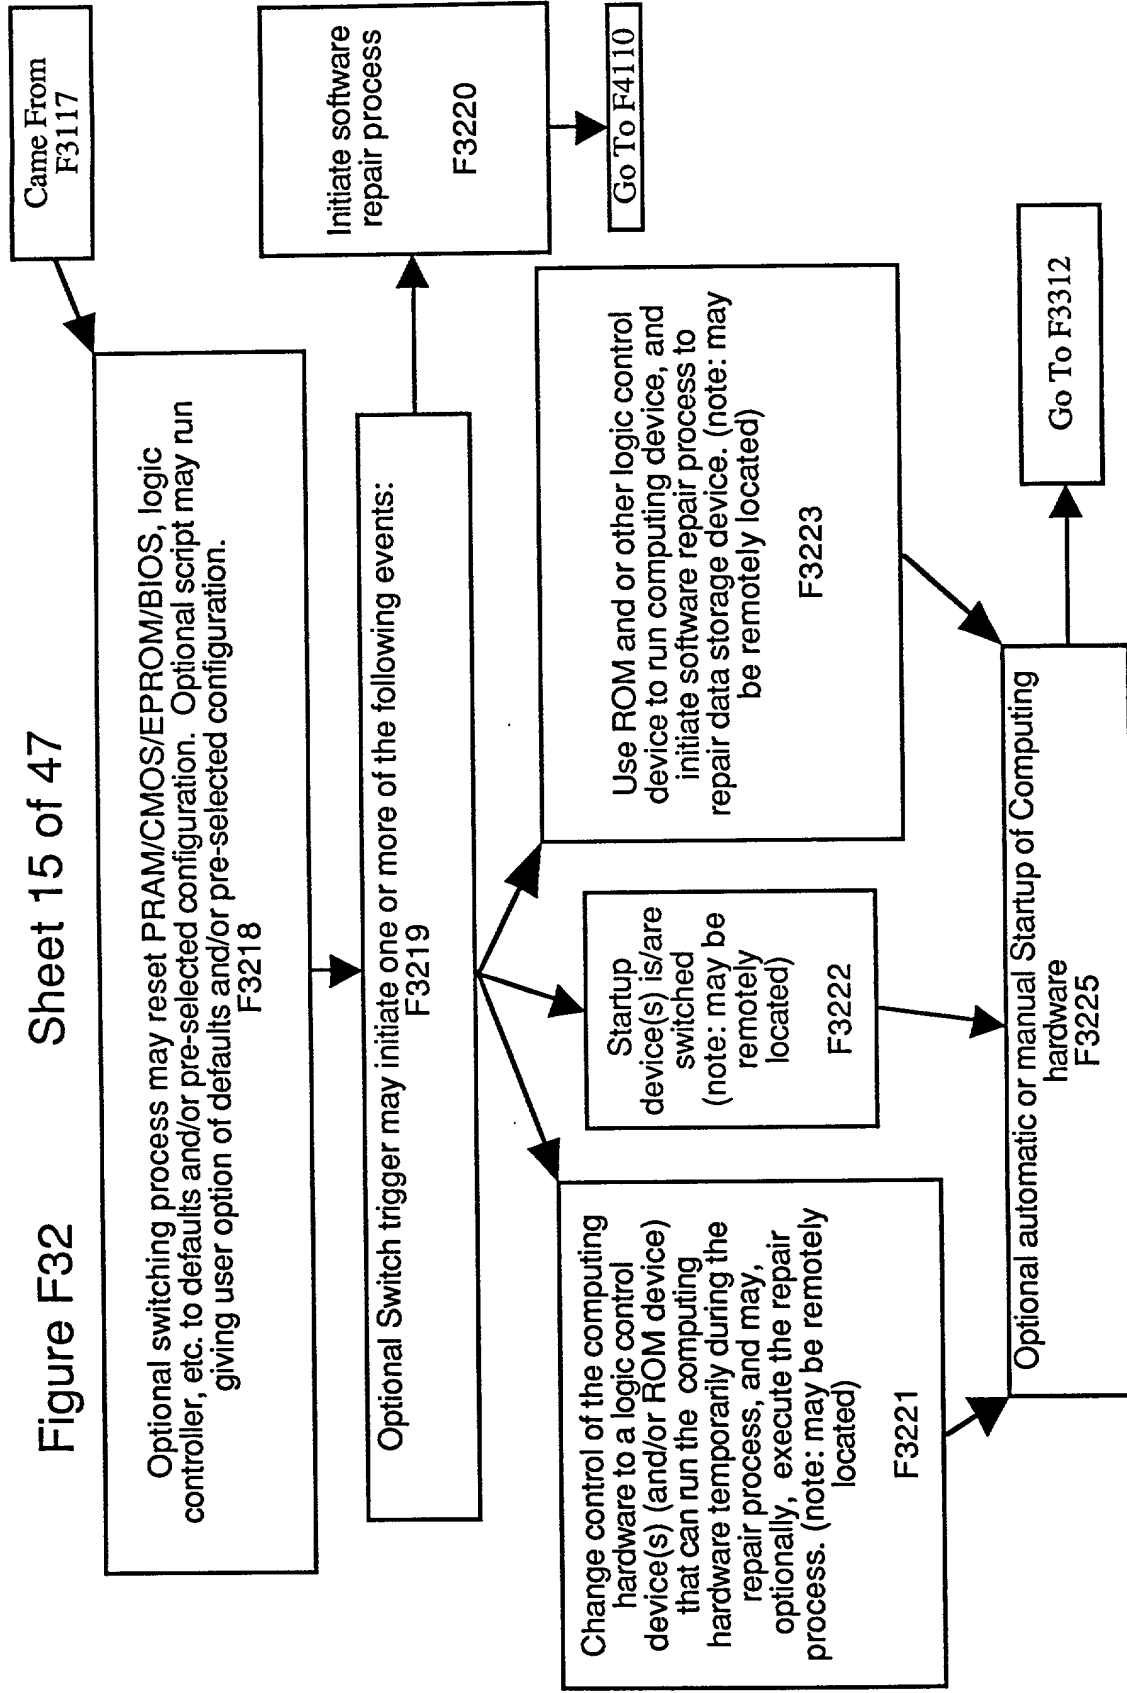 Figure F32
Sheet 15 of 47
Came From
F3117
Optional switching process may reset PRAM/CMOS/EPROM/BIOS, logic
controller, etc. to defaults and/or pre-selected configuration. Optional script may run
giving user option of defaults and/or pre-selected configuration.
F3218
Optional Switch trigger may initiate one or more of the following events:
F3219
Initiate software
repair process
F3220
Go To F4110
Change control of the computing
hardware to a logic control
device(s) (and/or ROM device)
that can run the computing
hardware temporarily during the
repair process, and may,
optionally, execute the repair
process. (note: may be remotely
located)
F3221
Startup
device(s) is/are
switched
(note: may be
remotely
located)
F3222
Use ROM and or other logic control
device to run computing device, and
initiate software repair process to
repair data storage device. (note: may
be remotely located)
F3223
Optional automatic or manual Startup of Computing
hardware
F3225
Go To F3312